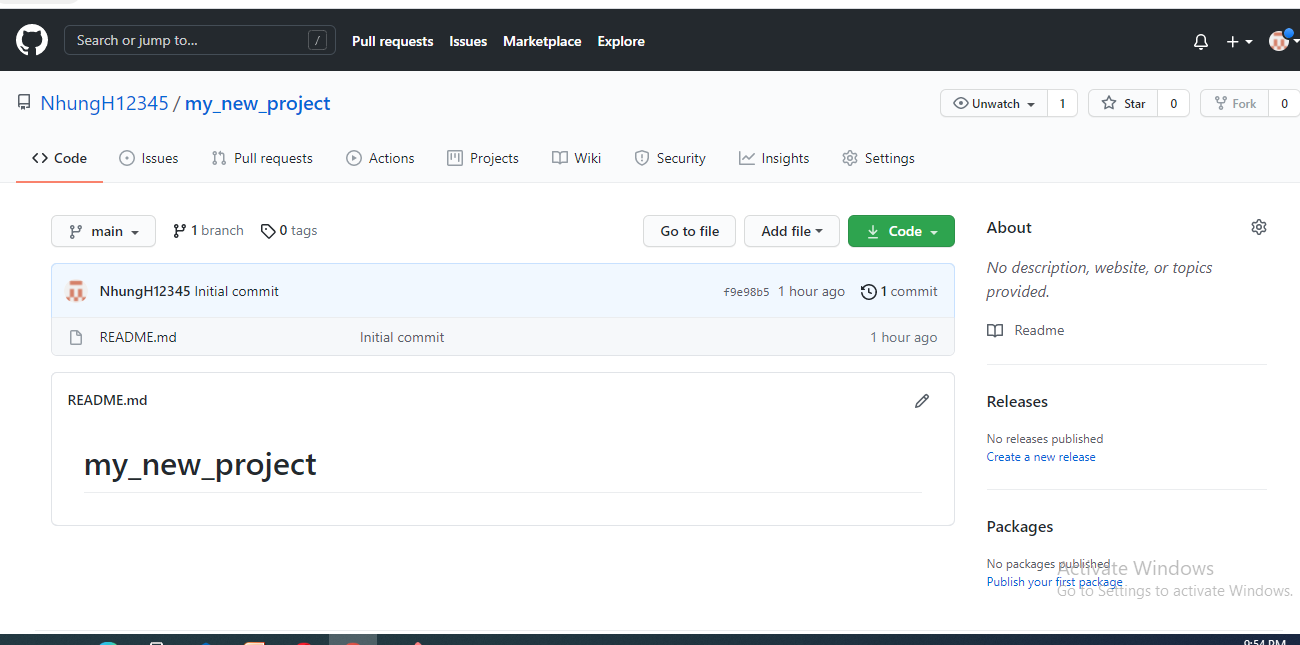 Search or jump to... / Pull requests Issues Marketplace Explore
NhungH12345 / my_new_project Unwatch 1 Star 0 Fork 0
Code Issues Pull requests Actions Projects Wiki Security Insights Settings
main 1 branch 0 tags Go to file Add file Code
NhungH12345 Initial commit f9e98b5 1 hour ago 1 commit
README.md Initial commit 1 hour ago
README.md
my_new_project
About
No description, website, or topics
provided.
Readme
Releases
No releases published
Create a new release
Packages
No packages published
Publish your first package
Activate Windows
Go to Settings to activate Windows.
9:54 PM